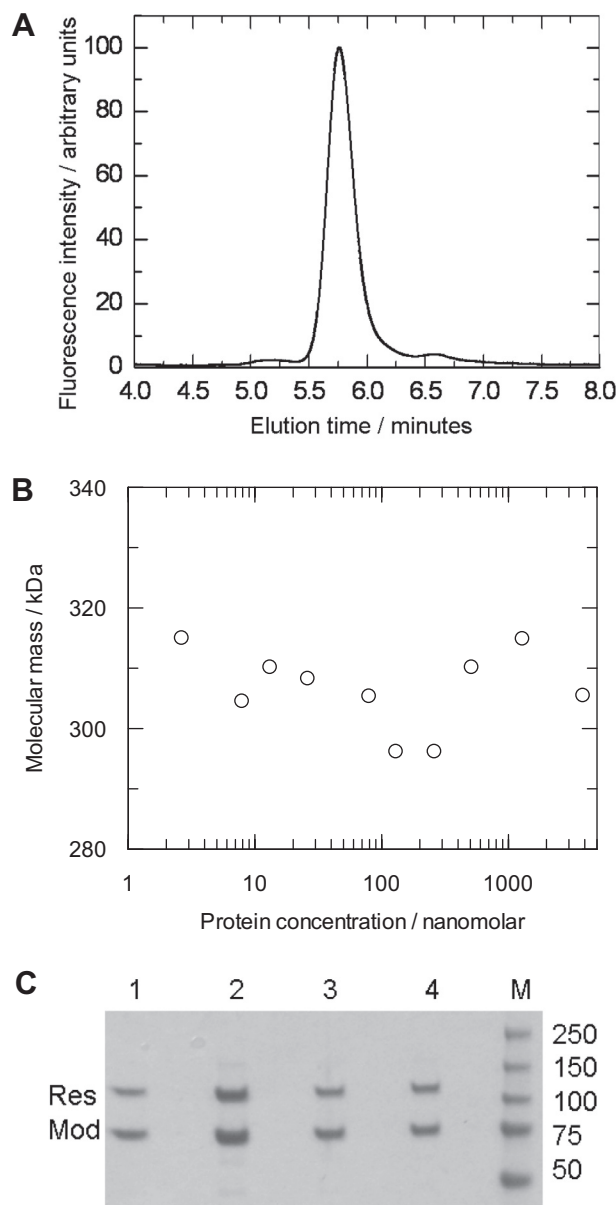 A
Fluorescence intensity / arbitrary units
100
80
60
40
20
0
4.0 4.5 5.0 5.5 6.0 6.5 7.0 7.5 8.0
Elution time / minutes
B
Molecular mass / kDa
340
320
300
280
1 10 100 1000
Protein concentration / nanomolar
C
1 2 3 4 M
250
150
Res 100
Mod 75
50